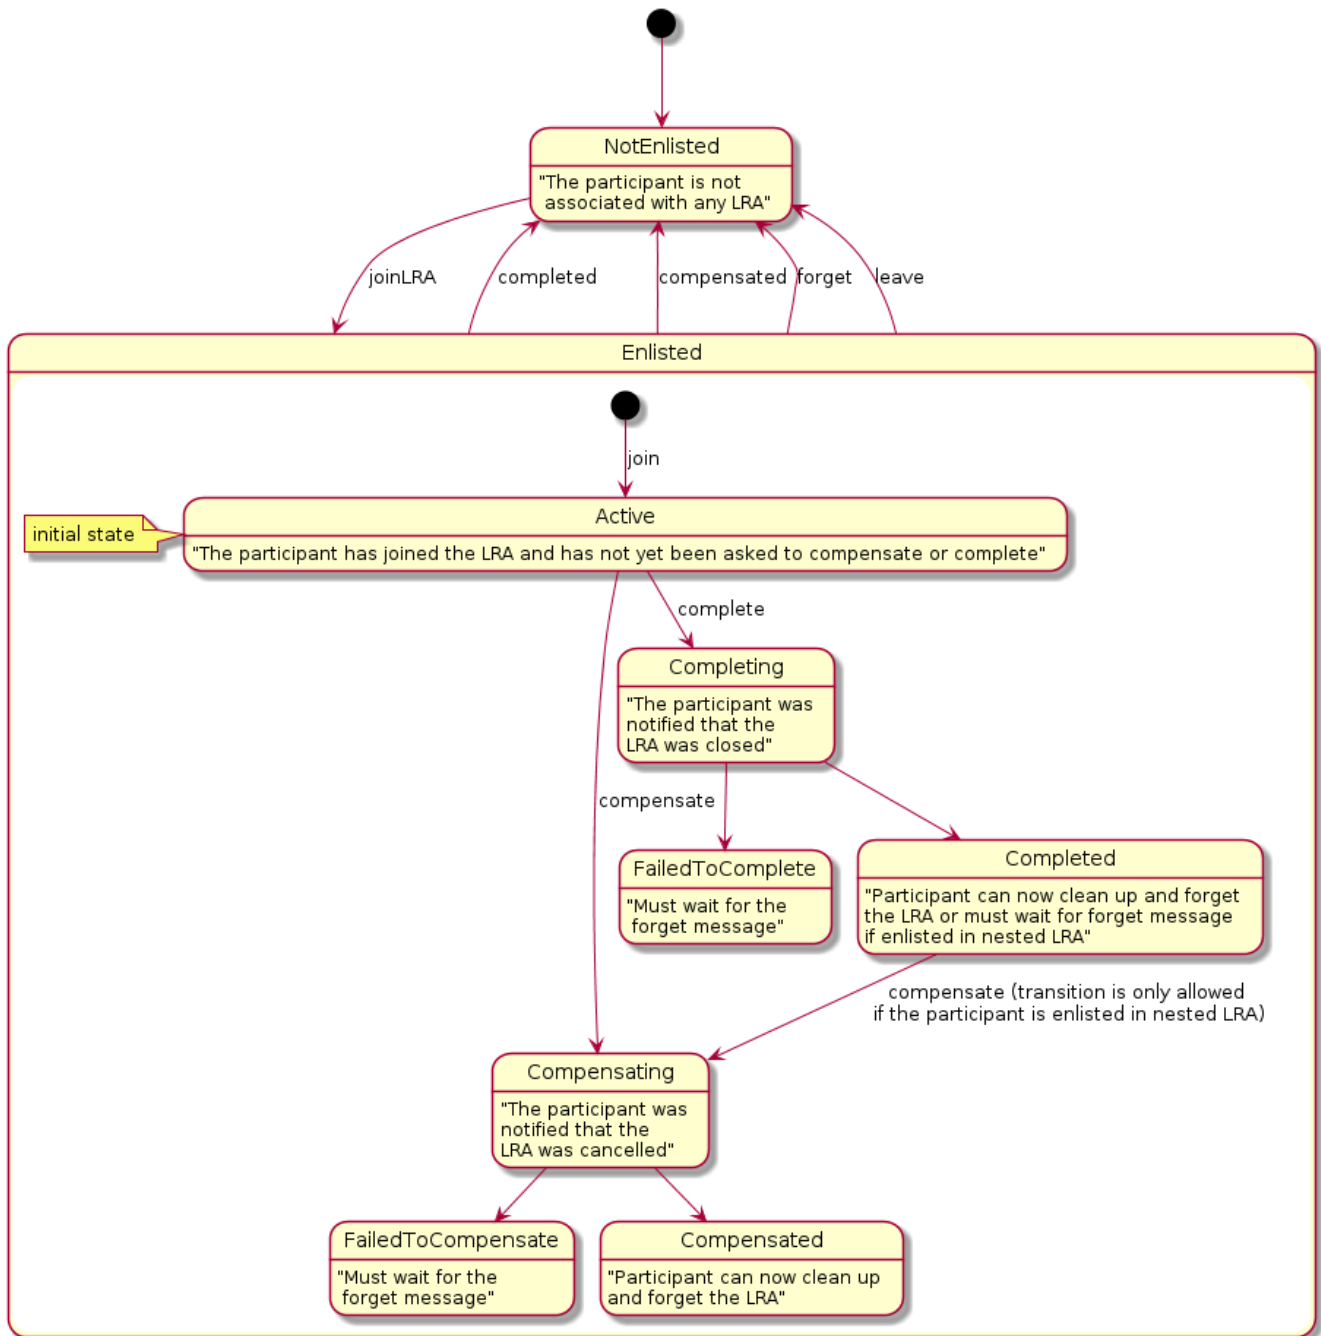 NotEnlisted
"The participant is not
associated with any LRA"
joinLRA
completed
compensated
forget
leave
Enlisted
join
initial state
Active
"The participant has joined the LRA and has not yet been asked to compensate or complete"
complete
Completing
"The participant was
notified that the
LRA was closed"
compensate
FailedToComplete
"Must wait for the
forget message"
Completed
"Participant can now clean up and forget
the LRA or must wait for forget message
if enlisted in nested LRA"
compensate (transition is only allowed
if the participant is enlisted in nested LRA)
Compensating
"The participant was
notified that the
LRA was cancelled"
FailedToCompensate
"Must wait for the
forget message"
Compensated
"Participant can now clean up
and forget the LRA"